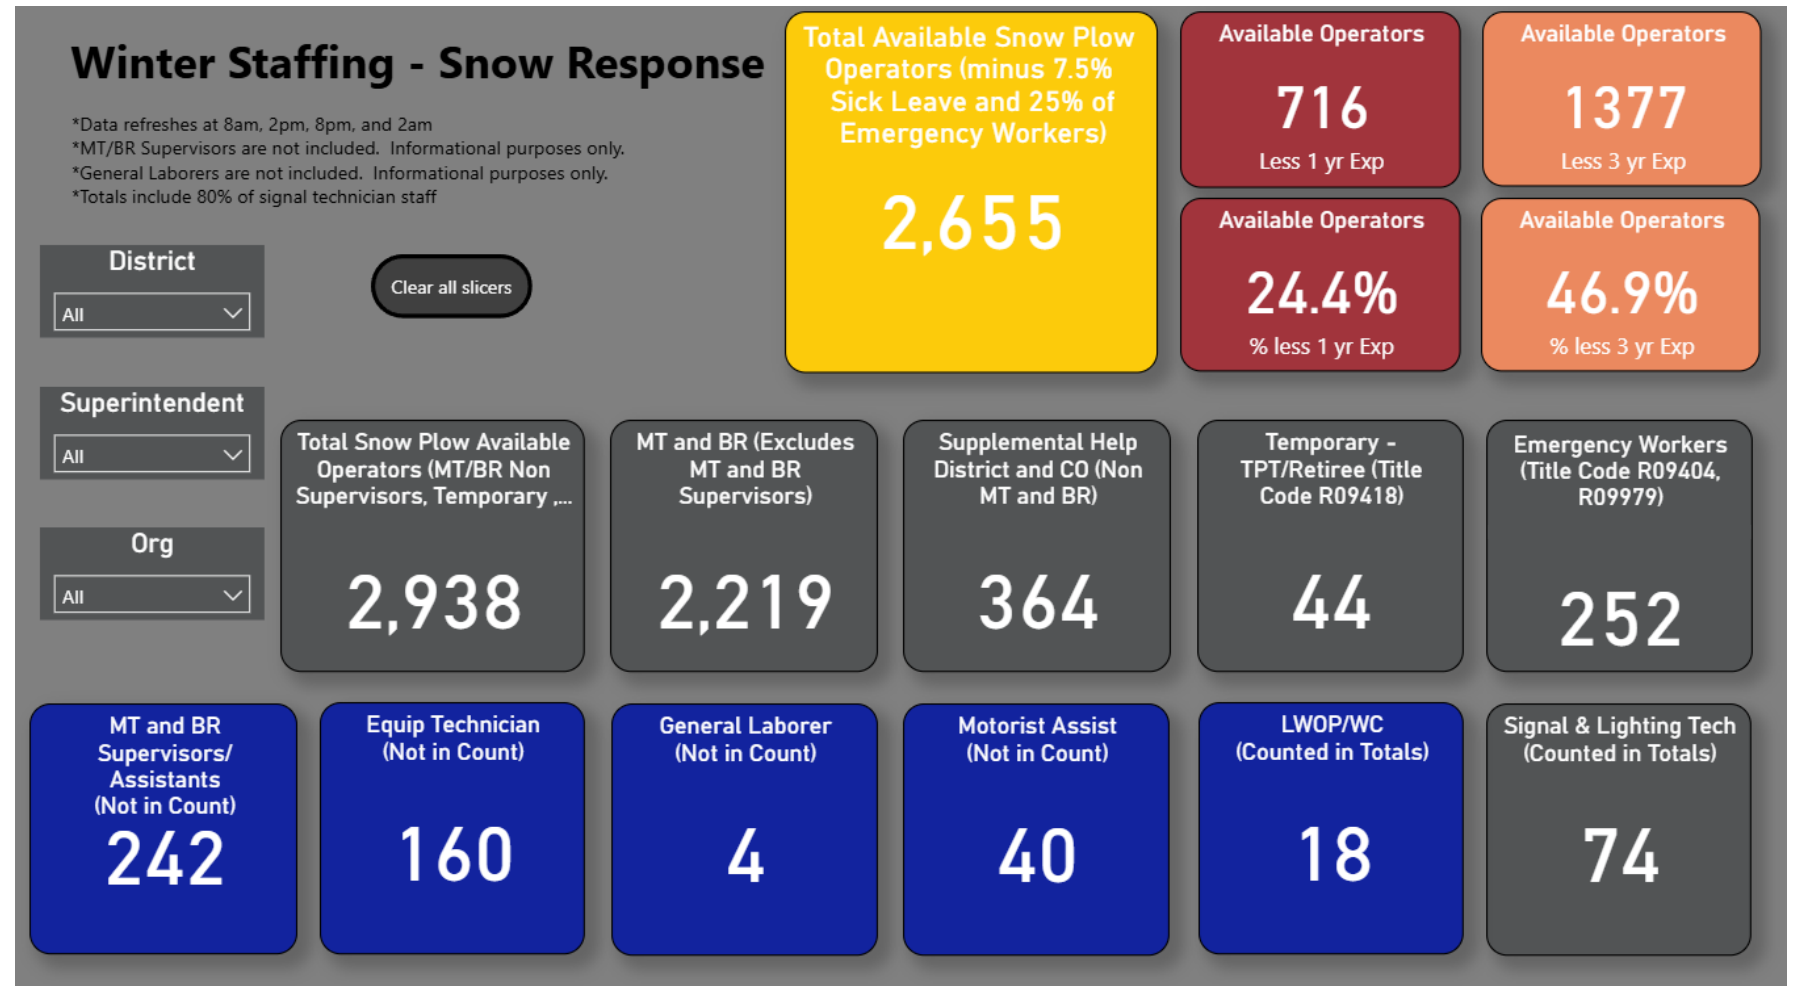 Winter Staffing - Snow Response
*Data refreshes at 8am, 2pm, 8pm, and 2am
*MT/BR Supervisors are not included.  Informational purposes only.
*General Laborers are not included.  Informational purposes only.
*Totals include 80% of signal technician staff
Total Available Snow Plow
Operators (minus 7.5%
Sick Leave and 25% of
Emergency Workers)
2,655
Available Operators
716
Less 1 yr Exp
Available Operators
1377
Less 3 yr Exp
Available Operators
24.4%
% less 1 yr Exp
Available Operators
46.9%
% less 3 yr Exp
District
All
Clear all slicers
Superintendent
All
Org
All
Total Snow Plow Available
Operators (MT/BR Non
Supervisors, Temporary ,...
2,938
MT and BR (Excludes
MT and BR
Supervisors)
2,219
Supplemental Help
District and CO (Non
MT and BR)
364
Temporary -
TPT/Retiree (Title
Code R09418)
44
Emergency Workers
(Title Code R09404,
R09979)
252
MT and BR
Supervisors/
Assistants
(Not in Count)
242
Equip Technician
(Not in Count)
160
General Laborer
(Not in Count)
4
Motorist Assist
(Not in Count)
40
LWOP/WC
(Counted in Totals)
18
Signal & Lighting Tech
(Counted in Totals)
74